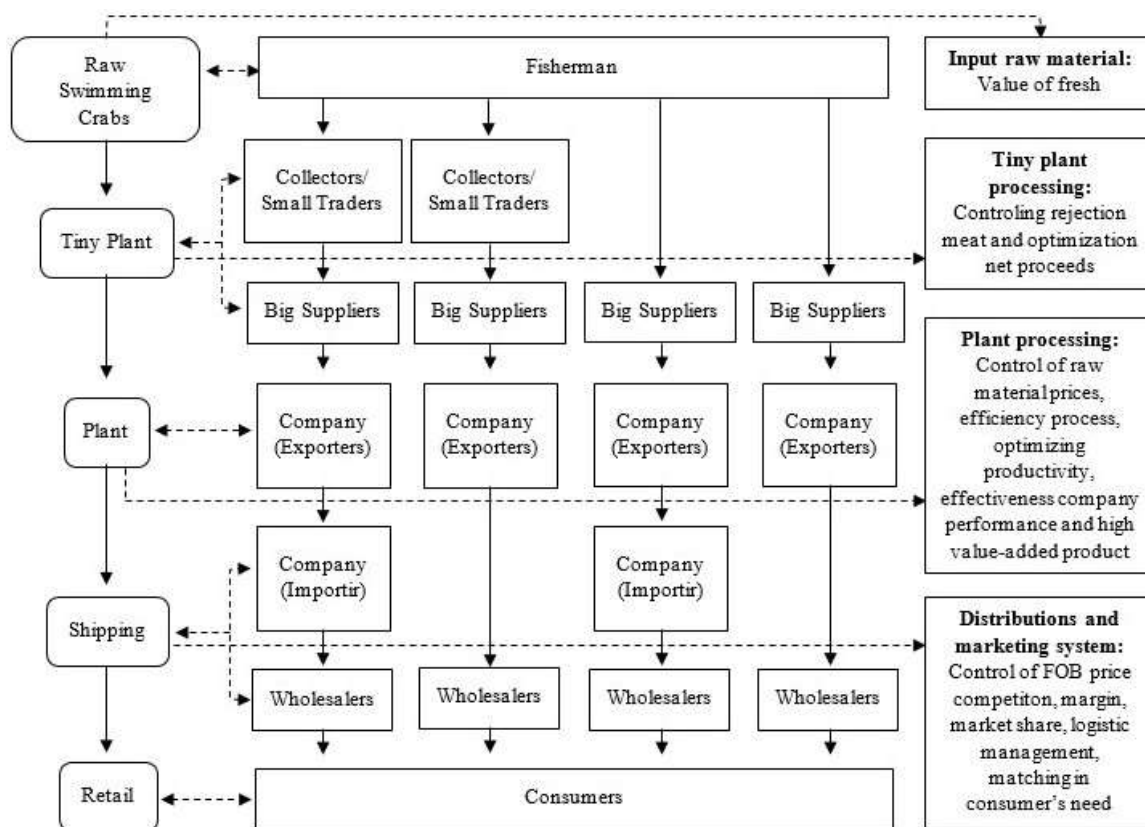 Raw
Swimming
Crabs
Fisherman
Input raw material:
Value of fresh
Collectors/
Small Traders
Collectors/
Small Traders
Tiny plant
processing:
Controling rejection
meat and optimization
net proceeds
Tiny Plant
Big Suppliers
Big Suppliers
Big Suppliers
Big Suppliers
Plant processing:
Control of raw
material prices,
efficiency process,
optimizing
productivity,
effectiveness company
performance and high
value-added product
Plant
Company
(Exporters)
Company
(Exporters)
Company
(Exporters)
Company
(Exporters)
Company
(Importir)
Company
(Importir)
Shipping
Distributions and
marketing system:
Control of FOB price
competiton, margin,
market share, logistic
management,
matching in
consumer's need
Wholesalers
Wholesalers
Wholesalers
Wholesalers
Retail
Consumers